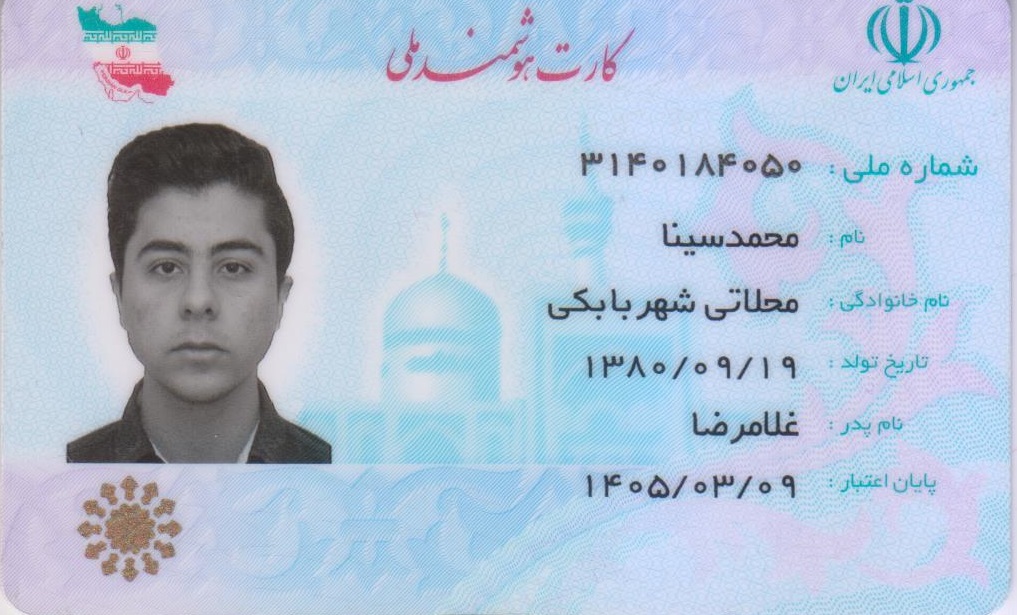 کارت هوشمند ملی
جمهوری اسلامی ایران
شماره ملی : ۳۱۴۰۱۸۴۰۵۰
نام : محمدسینا
نام خانوادگی : محلاتی شهربابکی
تاریخ تولد : ۱۳۸۰/۰۹/۱۹
نام پدر : غلامرضا
پایان اعتبار : ۱۴۰۵/۰۳/۰۹